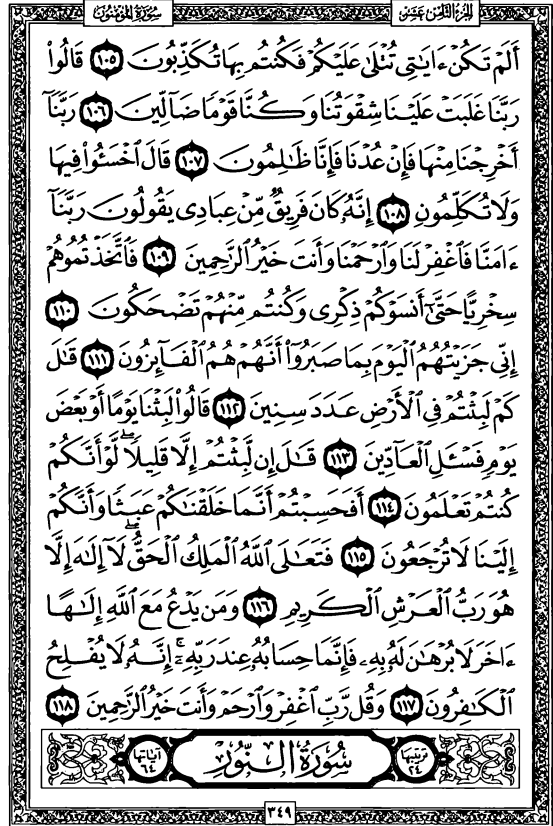 الجزء الثامن عشر
سورة المؤمنون
أَلَمْ تَكُنْ ءَايَٰتِى تُتْلَىٰ عَلَيْكُمْ فَكُنتُم بِهَا تُكَذِّبُونَ ١٠٥ قَالُوا۟
رَبَّنَا غَلَبَتْ عَلَيْنَا شِقْوَتُنَا وَكُنَّا قَوْمًا ضَآلِّينَ ١٠٦ رَبَّنَآ
أَخْرِجْنَا مِنْهَا فَإِنْ عُدْنَا فَإِنَّا ظَٰلِمُونَ ١٠٧ قَالَ ٱخْسَـُٔوا۟ فِيهَا
وَلَا تُكَلِّمُونِ ١٠٨ إِنَّهُۥ كَانَ فَرِيقٌ مِّنْ عِبَادِى يَقُولُونَ رَبَّنَآ
ءَامَنَّا فَٱغْفِرْ لَنَا وَٱرْحَمْنَا وَأَنتَ خَيْرُ ٱلرَّٰحِمِينَ ١٠٩ فَٱتَّخَذْتُمُوهُمْ
سِخْرِيًّا حَتَّىٰٓ أَنسَوْكُمْ ذِكْرِى وَكُنتُم مِّنْهُمْ تَضْحَكُونَ ١١٠
إِنِّى جَزَيْتُهُمُ ٱلْيَوْمَ بِمَا صَبَرُوٓا۟ أَنَّهُمْ هُمُ ٱلْفَآئِزُونَ ١١١ قَٰلَ
كَمْ لَبِثْتُمْ فِى ٱلْأَرْضِ عَدَدَ سِنِينَ ١١٢ قَالُوا۟ لَبِثْنَا يَوْمًا أَوْ بَعْضَ
يَوْمٍ فَسْـَٔلِ ٱلْعَآدِّينَ ١١٣ قَٰلَ إِن لَّبِثْتُمْ إِلَّا قَلِيلًا ۖ لَّوْ أَنَّكُمْ
كُنتُمْ تَعْلَمُونَ ١١٤ أَفَحَسِبْتُمْ أَنَّمَا خَلَقْنَٰكُمْ عَبَثًا وَأَنَّكُمْ
إِلَيْنَا لَا تُرْجَعُونَ ١١٥ فَتَعَٰلَى ٱللَّهُ ٱلْمَلِكُ ٱلْحَقُّ ۖ لَآ إِلَٰهَ إِلَّا
هُوَ رَبُّ ٱلْعَرْشِ ٱلْكَرِيمِ ١١٦ وَمَن يَدْعُ مَعَ ٱللَّهِ إِلَٰهًا
ءَاخَرَ لَا بُرْهَٰنَ لَهُۥ بِهِۦ فَإِنَّمَا حِسَابُهُۥ عِندَ رَبِّهِۦٓ ۚ إِنَّهُۥ لَا يُفْلِحُ
ٱلْكَٰفِرُونَ ١١٧ وَقُل رَّبِّ ٱغْفِرْ وَٱرْحَمْ وَأَنتَ خَيْرُ ٱلرَّٰحِمِينَ ١١٨
ترتيبها ٢٤ سُورَةُ النُّورِ آياتها ٦٤
٣٤٩